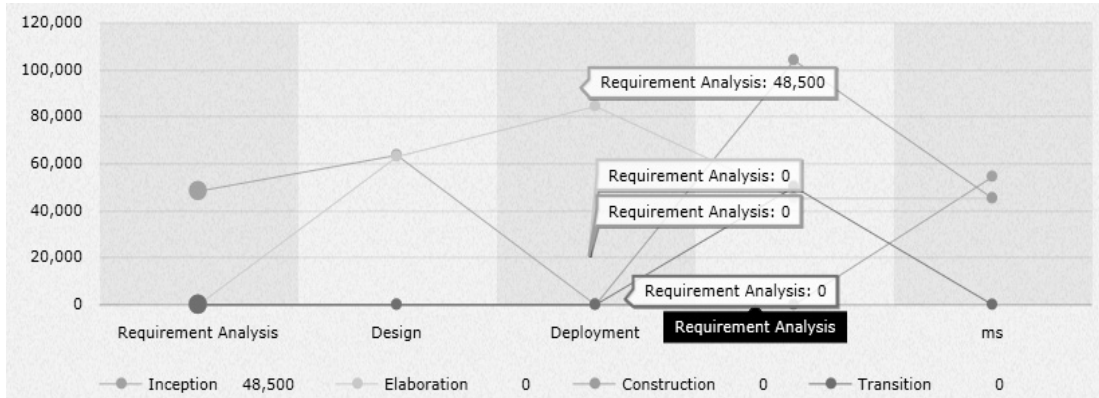 120,000
100,000
80,000
60,000
40,000
20,000
0
Requirement Analysis: 48,500
Requirement Analysis: 0
Requirement Analysis: 0
Requirement Analysis: 0
Requirement Analysis Design Deployment Requirement Analysis ms
Inception 48,500 Elaboration 0 Construction 0 Transition 0